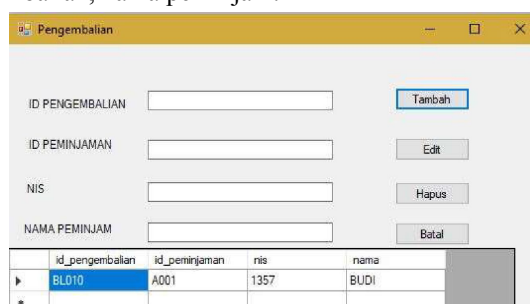 Pengembalian
ID PENGEMBALIAN
Tambah
ID PEMINJAMAN
Edit
NIS
Hapus
NAMA PEMINJAM
Batal
id_pengembalian id_peminjaman nis nama
BL010 A001 1357 BUDI